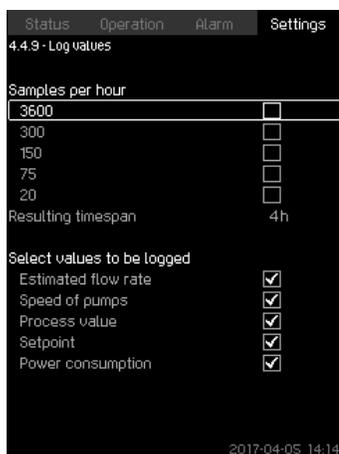 Status Operation Alarm Settings
4.4.9 - Log values
Samples per hour
3600
300
150
75
20
Resulting timespan 4h
Select values to be logged
Estimated flow rate
Speed of pumps
Process value
Setpoint
Power consumption
2017-04-05 14:14